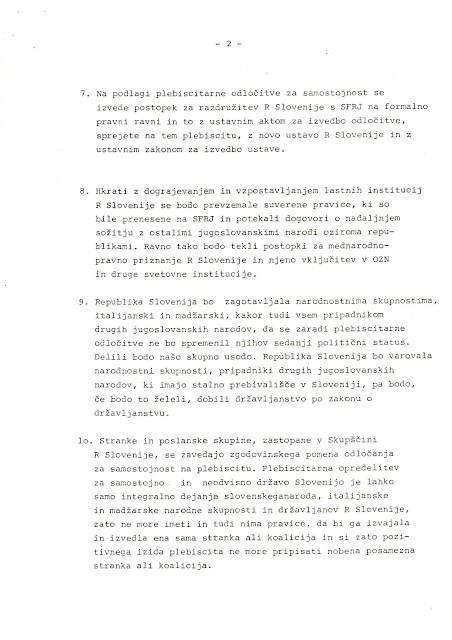 - 2 -
7. Na podlagi plebiscitarne odločitve za samostojnost se
izvede postopek za razdružitev R Slovenije s SFRJ na formalno
pravni ravni in to z ustavnim aktom za izvedbo odločitve,
sprejete na tem plebiscitu, z novo ustavo R Slovenije in z
ustavnim zakonom za izvedbo ustave.
8. Hkrati z dograjevanjem in vzpostavljanjem lastnih institucij
R Slovenije se bodo prevzemale suverene pravice, ki so
bile prenesene na SFRJ in potekali dogovori o nadaljnjem
sožitju z ostalimi jugoslovanskimi narodi oziroma repu-
blikami. Ravno tako bodo tekli postopki za mednarodno-
pravno priznanje R Slovenije in njeno vključitev v OZN
in druge svetovne institucije.
9. Republika Slovenija bo zagotavljala narodnostnima skupnostima,
italijanski in madžarski, kakor tudi vsem pripadnikom
drugih jugoslovanskih narodov, da se zaradi plebiscitarne
odločitve ne bo spremenil njihov sedanji politični status.
Delili bodo našo skupno usodo. Republika Slovenija bo varovala
narodnostni skupnosti, pripadniki drugih jugoslovanskih
narodov, ki imajo stalno prebivališče v Sloveniji, pa bodo,
če bodo to želeli, dobili državljanstvo po zakonu o
državljanstvu.
lo. Stranke in poslanske skupine, zastopane v Skupščini
R Slovenije, se zavedajo zgodovinskega pomena odločanja
za samostojnost na plebiscitu. Plebiscitarna opredelitev
za samostojno in neodvisno državo Slovenijo je lahko
samo integralno dejanje slovenskeganaroda, italijanske
in madžarske narodne skupnosti in državljanov R Slovenije,
zato ne more imeti in tudi nima pravice, da bi ga izvajala
in izvedla ena sama stranka ali koalicija in si zato pozi-
tivnega izida plebiscita ne more pripisati nobena posamezna
stranka ali koalicija.